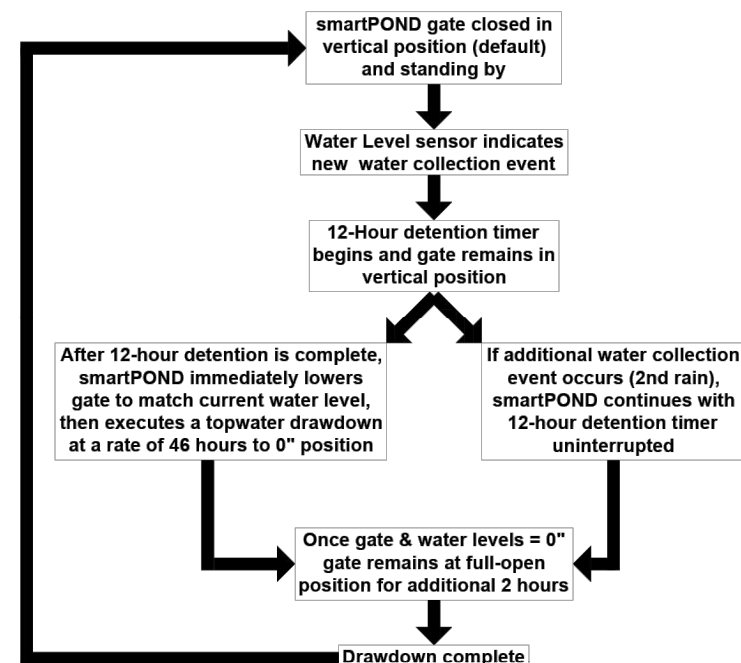 smartPOND gate closed in
vertical position (default)
and standing by
Water Level sensor indicates
new water collection event
12-Hour detention timer
begins and gate remains in
vertical position
After 12-hour detention is complete,
smartPOND immediately lowers
gate to match current water level,
then executes a topwater drawdown
at a rate of 46 hours to 0" position
If additional water collection
event occurs (2nd rain),
smartPOND continues with
12-hour detention timer
uninterrupted
Once gate & water levels = 0"
gate remains at full-open
position for additional 2 hours
Drawdown complete